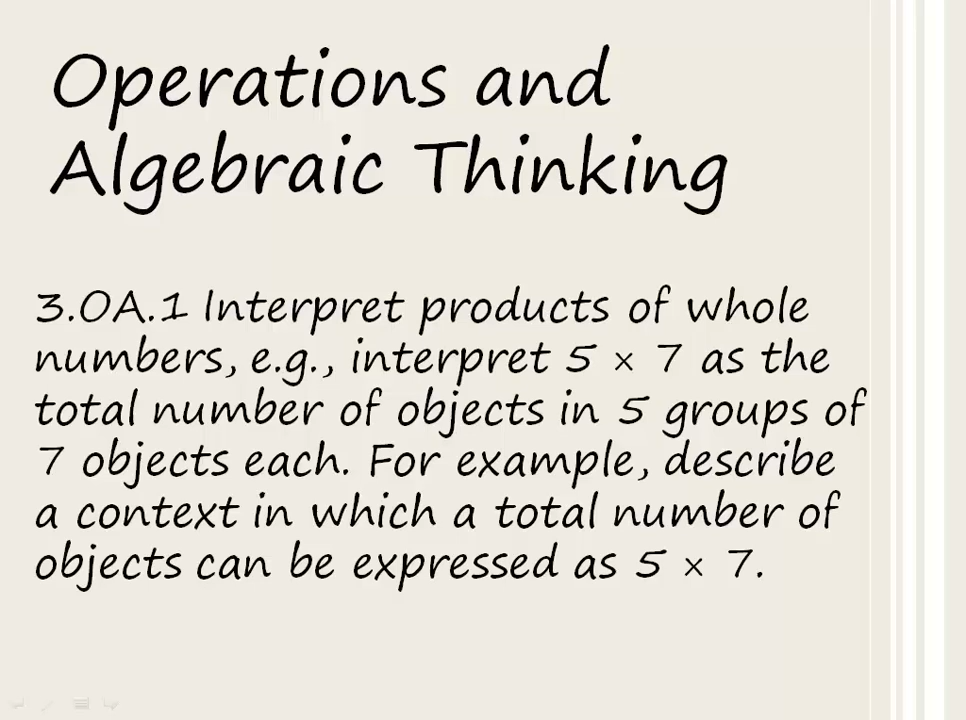 Operations and
Algebraic Thinking
3.OA.1 Interpret products of whole
numbers, e.g., interpret 5 × 7 as the
total number of objects in 5 groups of
7 objects each. For example, describe
a context in which a total number of
objects can be expressed as 5 × 7.